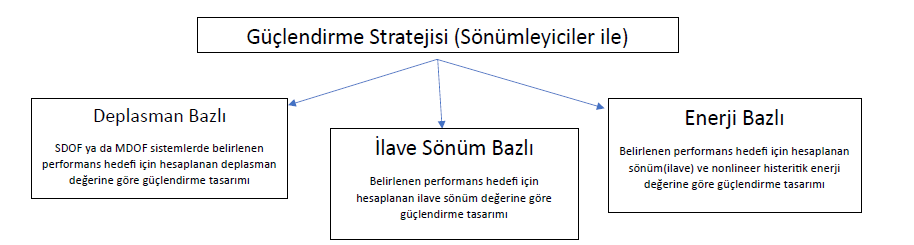 Güçlendirme Stratejisi (Sönümleyiciler ile)
Deplasman Bazlı
SDOF ya da MDOF sistemlerde belirlenen
performans hedefi için hesaplanan deplasman
değerine göre güçlendirme tasarımı
İlave Sönüm Bazlı
Belirlenen performans hedefi için
hesaplanan ilave sönüm değerine göre
güçlendirme tasarımı
Enerji Bazlı
Belirlenen performans hedefi için hesaplanan
sönüm(ilave) ve nonlineer histeritik enerji
değerine göre güçlendirme tasarımı